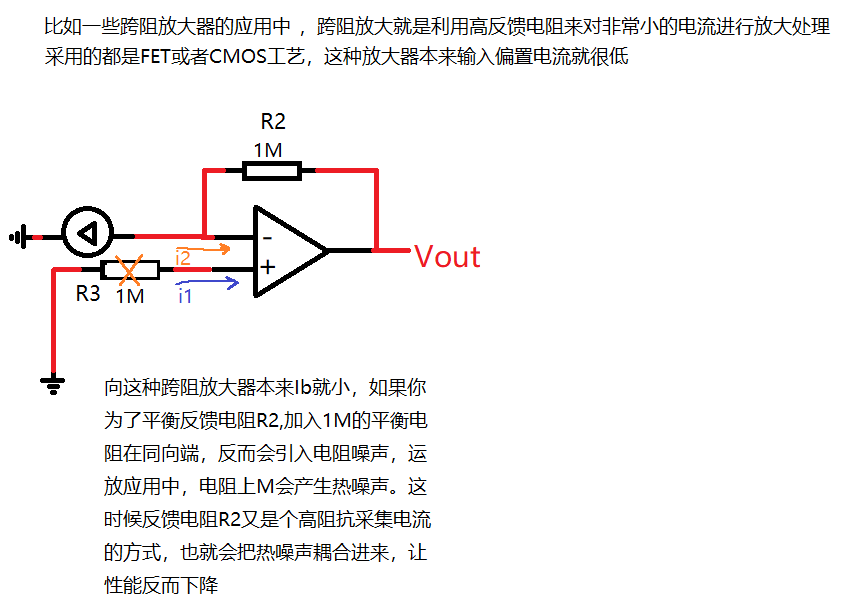 比如一些跨阻放大器的应用中 ，跨阻放大就是利用高反馈电阻来对非常小的电流进行放大处理
采用的都是FET或者CMOS工艺，这种放大器本来输入偏置电流就很低
R2
1M
-
i2
+
Vout
R3
1M
i1
向这种跨阻放大器本来Ib就小，如果你
为了平衡反馈电阻R2,加入1M的平衡电
阻在同向端，反而会引入电阻噪声，运
放应用中，电阻上M会产生热噪声。这
时候反馈电阻R2又是个高阻抗采集电流
的方式，也就会把热噪声耦合进来，让
性能反而下降